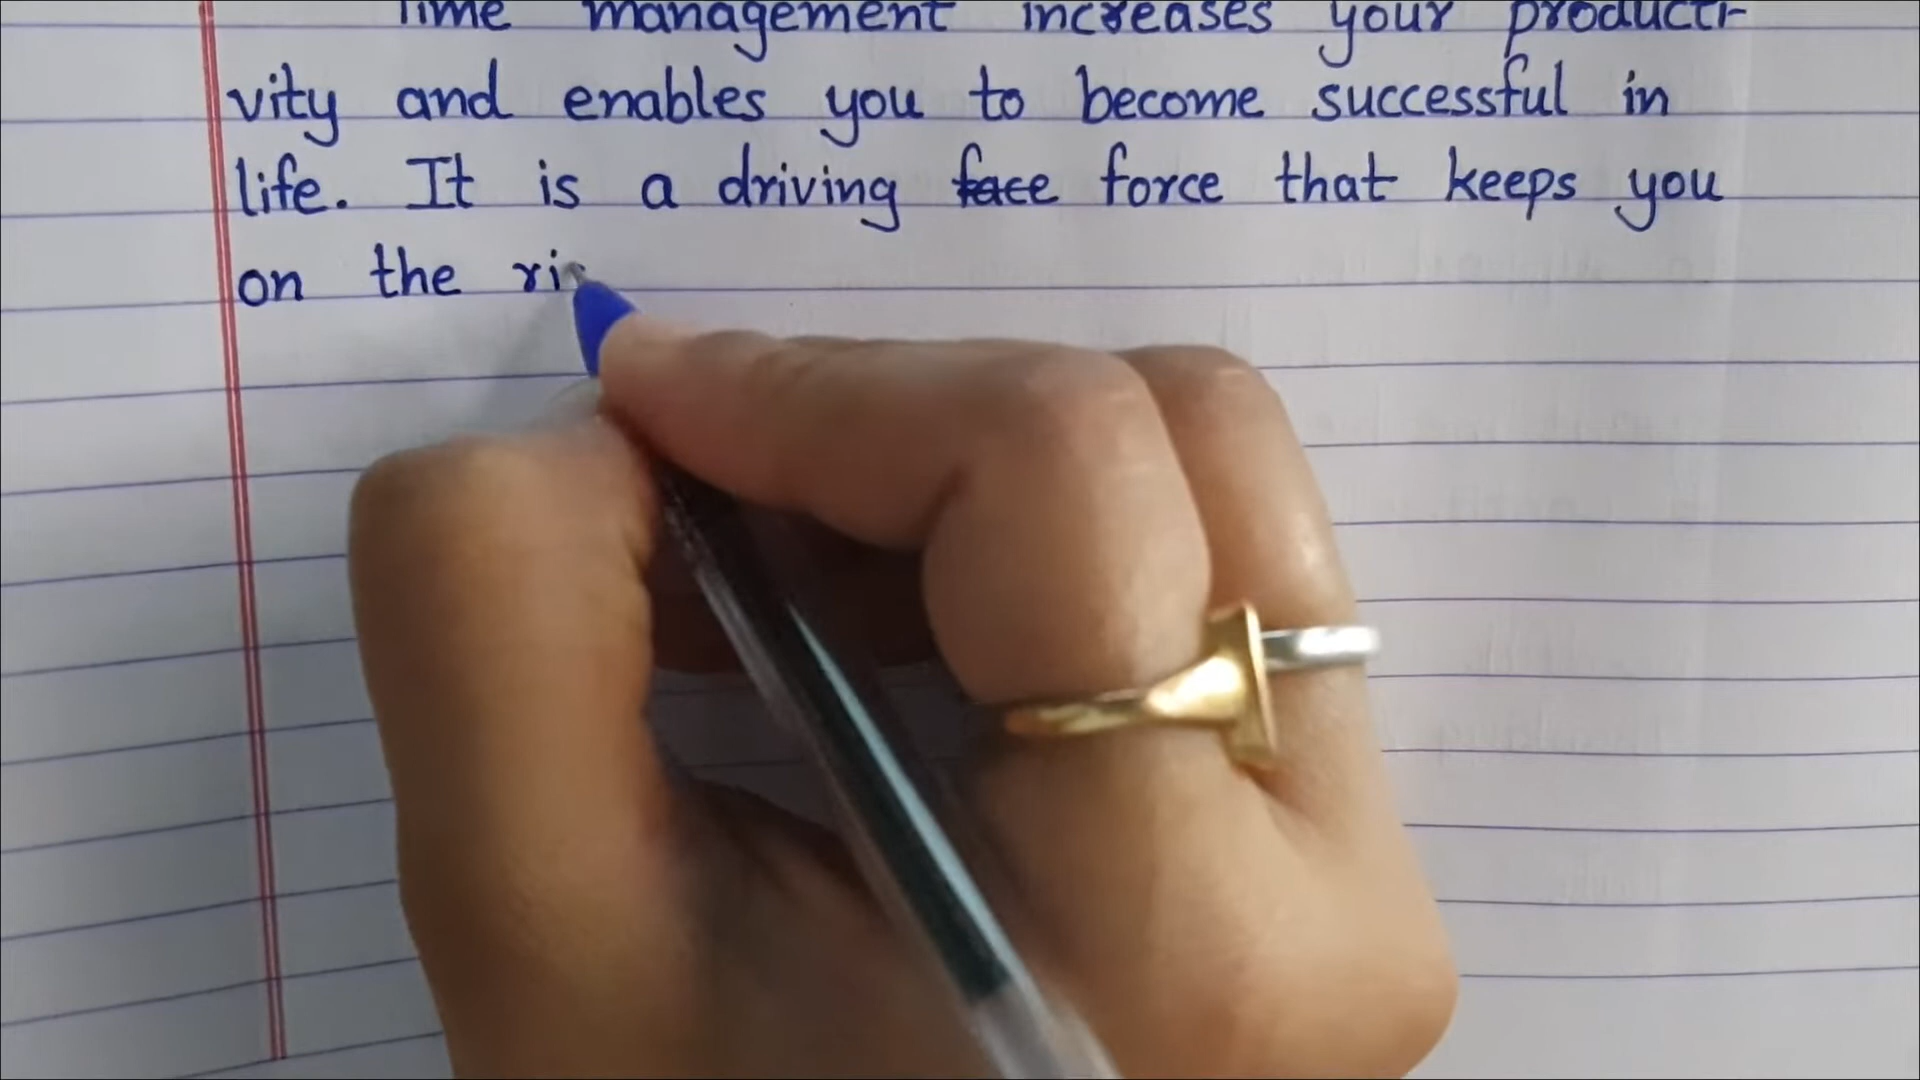 Time management increases your producti-
vity and enables you to become successful in
life. It is a driving face force that keeps you
on the ri